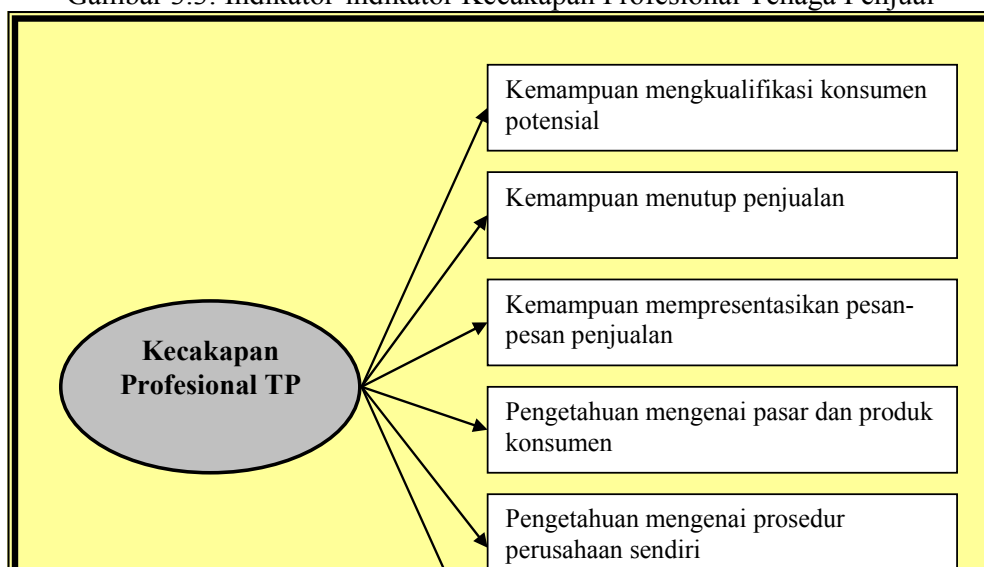 Gambar 3.3. Indikator-indikator Kecakapan Profesional Tenaga Penjual
Kemampuan mengkualifikasi konsumen
potensial
Kemampuan menutup penjualan
Kemampuan mempresentasikan pesan-
pesan penjualan
Kecakapan
Profesional TP
Pengetahuan mengenai pasar dan produk
konsumen
Pengetahuan mengenai prosedur
perusahaan sendiri